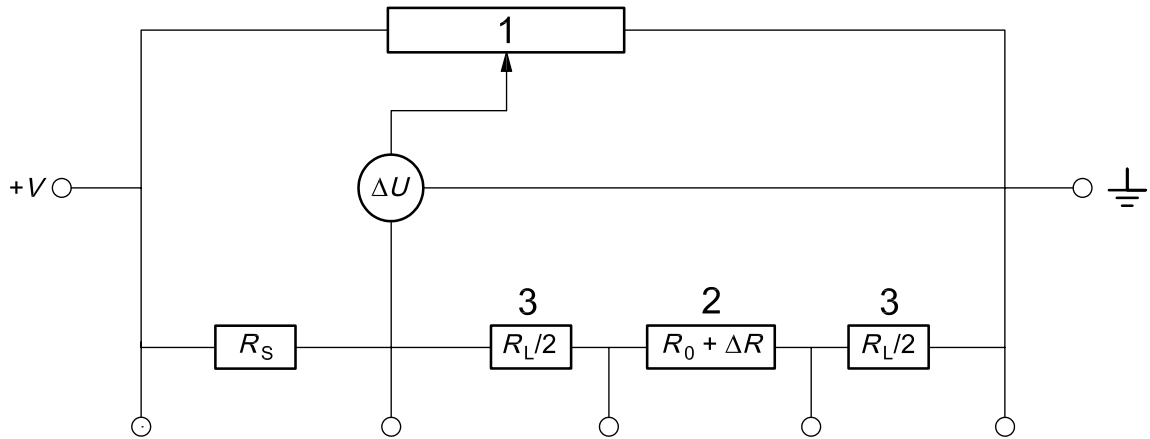 1
+V
ΔU
3
2
3
R_S
R_L/2
R_0 + ΔR
R_L/2